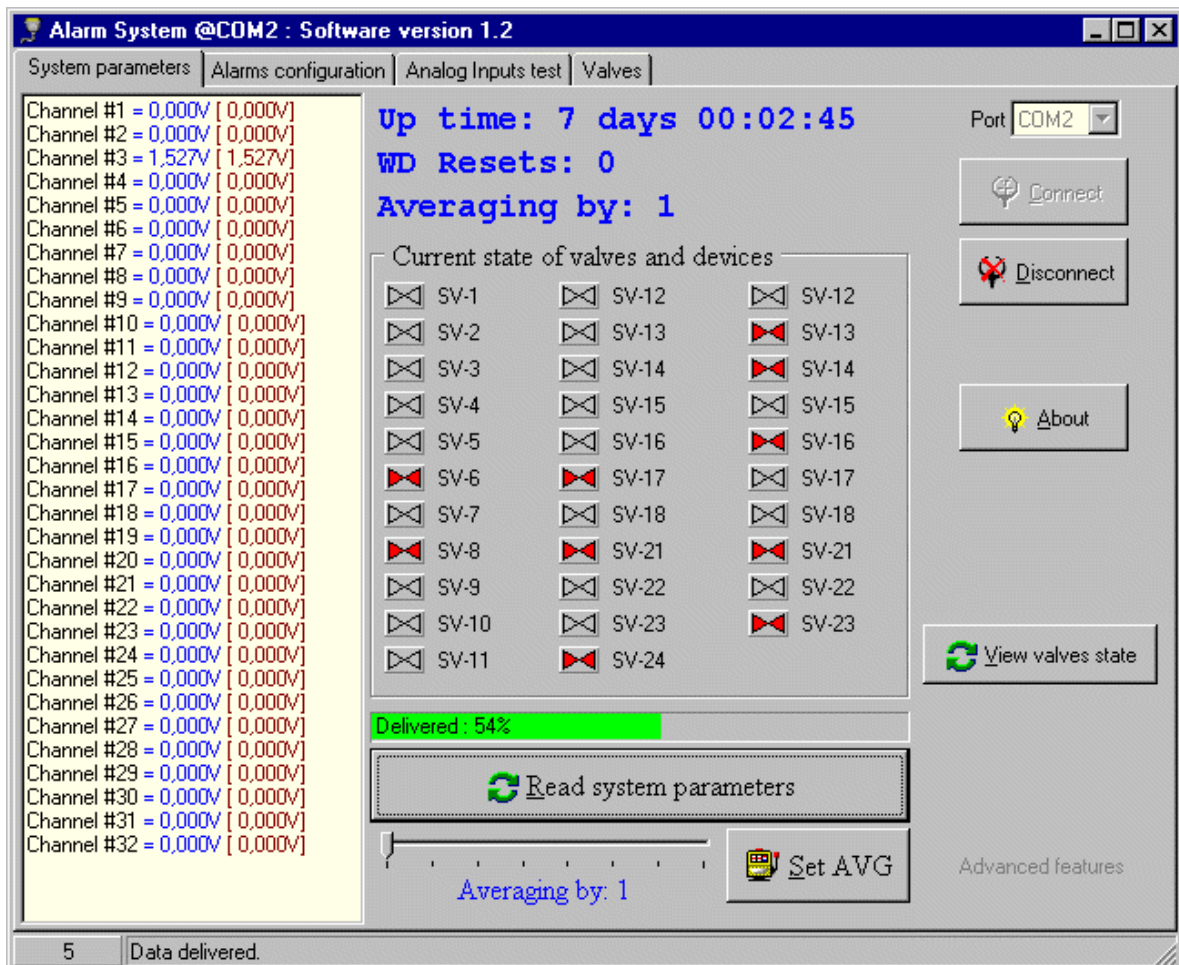 Alarm System @COM2 : Software version 1.2
System parameters
Alarms configuration
Analog Inputs test
Valves
Channel #1 = 0,000V [ 0,000V]
Channel #2 = 0,000V [ 0,000V]
Channel #3 = 1,527V [ 1,527V]
Channel #4 = 0,000V [ 0,000V]
Channel #5 = 0,000V [ 0,000V]
Channel #6 = 0,000V [ 0,000V]
Channel #7 = 0,000V [ 0,000V]
Channel #8 = 0,000V [ 0,000V]
Channel #9 = 0,000V [ 0,000V]
Channel #10 = 0,000V [ 0,000V]
Channel #11 = 0,000V [ 0,000V]
Channel #12 = 0,000V [ 0,000V]
Channel #13 = 0,000V [ 0,000V]
Channel #14 = 0,000V [ 0,000V]
Channel #15 = 0,000V [ 0,000V]
Channel #16 = 0,000V [ 0,000V]
Channel #17 = 0,000V [ 0,000V]
Channel #18 = 0,000V [ 0,000V]
Channel #19 = 0,000V [ 0,000V]
Channel #20 = 0,000V [ 0,000V]
Channel #21 = 0,000V [ 0,000V]
Channel #22 = 0,000V [ 0,000V]
Channel #23 = 0,000V [ 0,000V]
Channel #24 = 0,000V [ 0,000V]
Channel #25 = 0,000V [ 0,000V]
Channel #26 = 0,000V [ 0,000V]
Channel #27 = 0,000V [ 0,000V]
Channel #28 = 0,000V [ 0,000V]
Channel #29 = 0,000V [ 0,000V]
Channel #30 = 0,000V [ 0,000V]
Channel #31 = 0,000V [ 0,000V]
Channel #32 = 0,000V [ 0,000V]
Up time: 7 days 00:02:45
WD Resets: 0
Averaging by: 1
Current state of valves and devices
SV-1 SV-12 SV-12
SV-2 SV-13 SV-13
SV-3 SV-14 SV-14
SV-4 SV-15 SV-15
SV-5 SV-16 SV-16
SV-6 SV-17 SV-17
SV-7 SV-18 SV-18
SV-8 SV-21 SV-21
SV-9 SV-22 SV-22
SV-10 SV-23 SV-23
SV-11 SV-24
Delivered : 54%
Read system parameters
Averaging by: 1
Set AVG
Port COM2
Connect
Disconnect
About
View valves state
Advanced features
5 Data delivered.